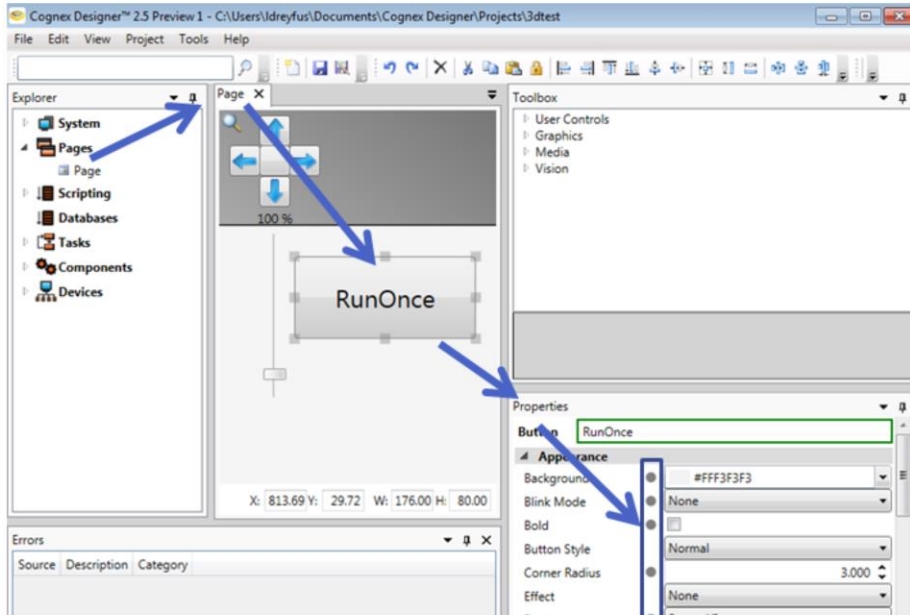 Cognex Designer™ 2.5 Preview 1 - C:\Users\ldreyfus\Documents\Cognex Designer\Projects\3dtest
File Edit View Project Tools Help
Explorer
System
Pages
Page
Scripting
Databases
Tasks
Components
Devices
Page X
100 %
RunOnce
X: 813.69 Y: 29.72 W: 176.00 H: 80.00
Toolbox
User Controls
Graphics
Media
Vision
Properties
Button RunOnce
Appearance
Background #FFF3F3F3
Blink Mode None
Bold
Button Style Normal
Corner Radius 3.000
Effect None
Errors
Source Description Category